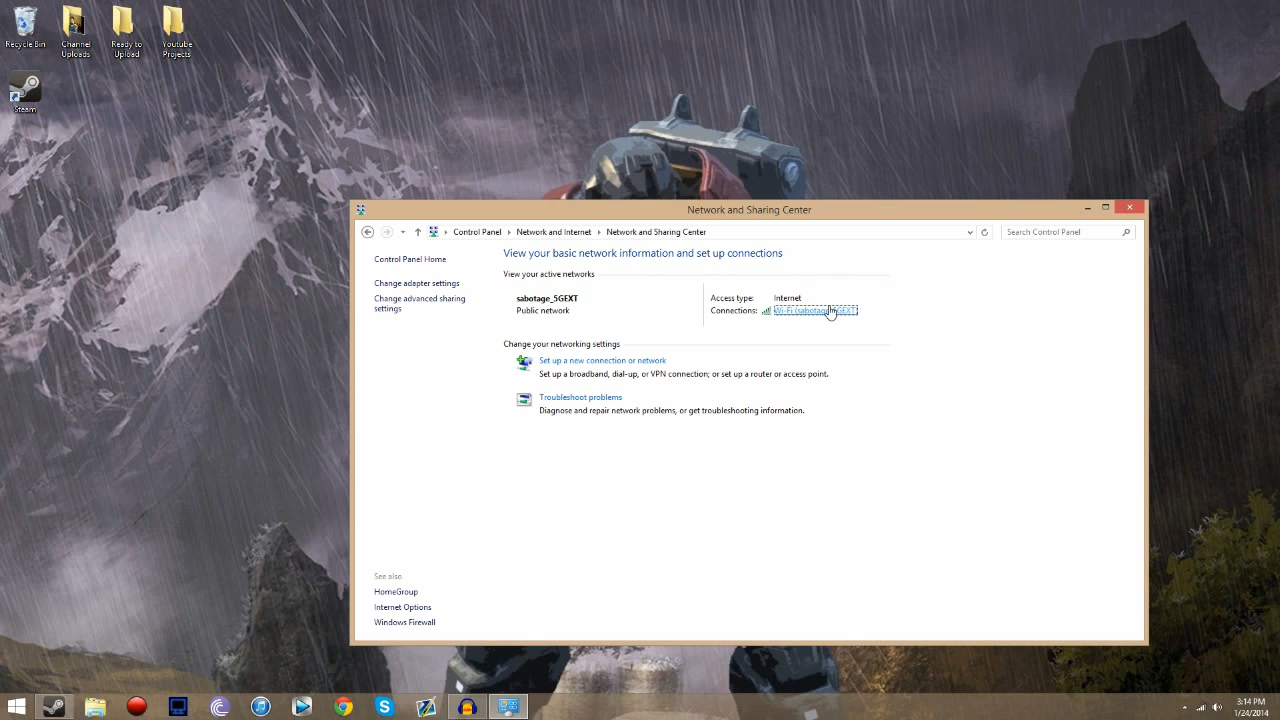 Recycle Bin
Channel Uploads
Ready to Upload
Youtube Projects
Steam
Network and Sharing Center
Control Panel
Network and Internet
Network and Sharing Center
Search Control Panel
Control Panel Home
Change adapter settings
Change advanced sharing
settings
See also
HomeGroup
Internet Options
Windows Firewall
View your basic network information and set up connections
View your active networks
sabotage_5GEXT
Public network
Access type: Internet
Connections: Wi-Fi (sabotage_5GEXT)
Change your networking settings
Set up a new connection or network
Set up a broadband, dial-up, or VPN connection; or set up a router or access point.
Troubleshoot problems
Diagnose and repair network problems, or get troubleshooting information.
3:14 PM
1/24/2014